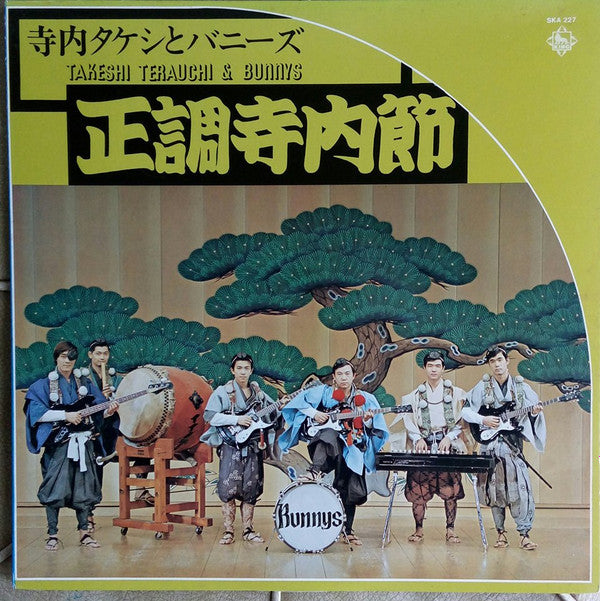 SKA 227
KING
寺内タケシとバニーズ
TAKESHI TERAUCHI & BUNNYS
正調寺内節
Bunnys